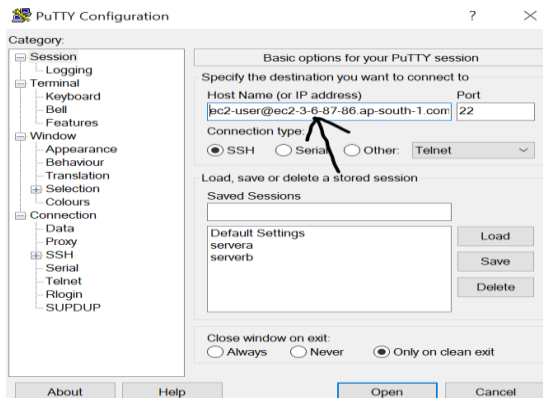 PuTTY Configuration ? ×
Category:
Session
Logging
Terminal
Keyboard
Bell
Features
Window
Appearance
Behaviour
Translation
Selection
Colours
Connection
Data
Proxy
SSH
Serial
Telnet
Rlogin
SUPDUP
Basic options for your PuTTY session
Specify the destination you want to connect to
Host Name (or IP address) Port
ec2-user@ec2-3-6-87-86.ap-south-1.com 22
Connection type:
SSH Serial Other: Telnet
Load, save or delete a stored session
Saved Sessions
Default Settings
servera
serverb
Load
Save
Delete
Close window on exit:
Always Never Only on clean exit
About Help Open Cancel